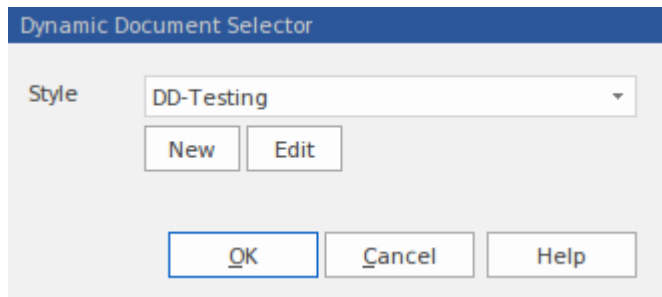 Dynamic Document Selector
Style DD-Testing
New Edit
OK Cancel Help